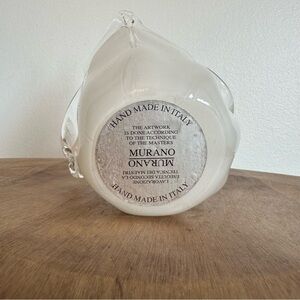 HAND MADE IN ITALY
THE ARTWORK
IS DONE ACCORDING
TO THE TECHNIQUE
OF THE MASTERS
MURANO
MURANO
LAVORAZIONE
ESEGUITA SECONDO LA
TECNICA DEI MAESTRI
HAND MADE IN ITALY